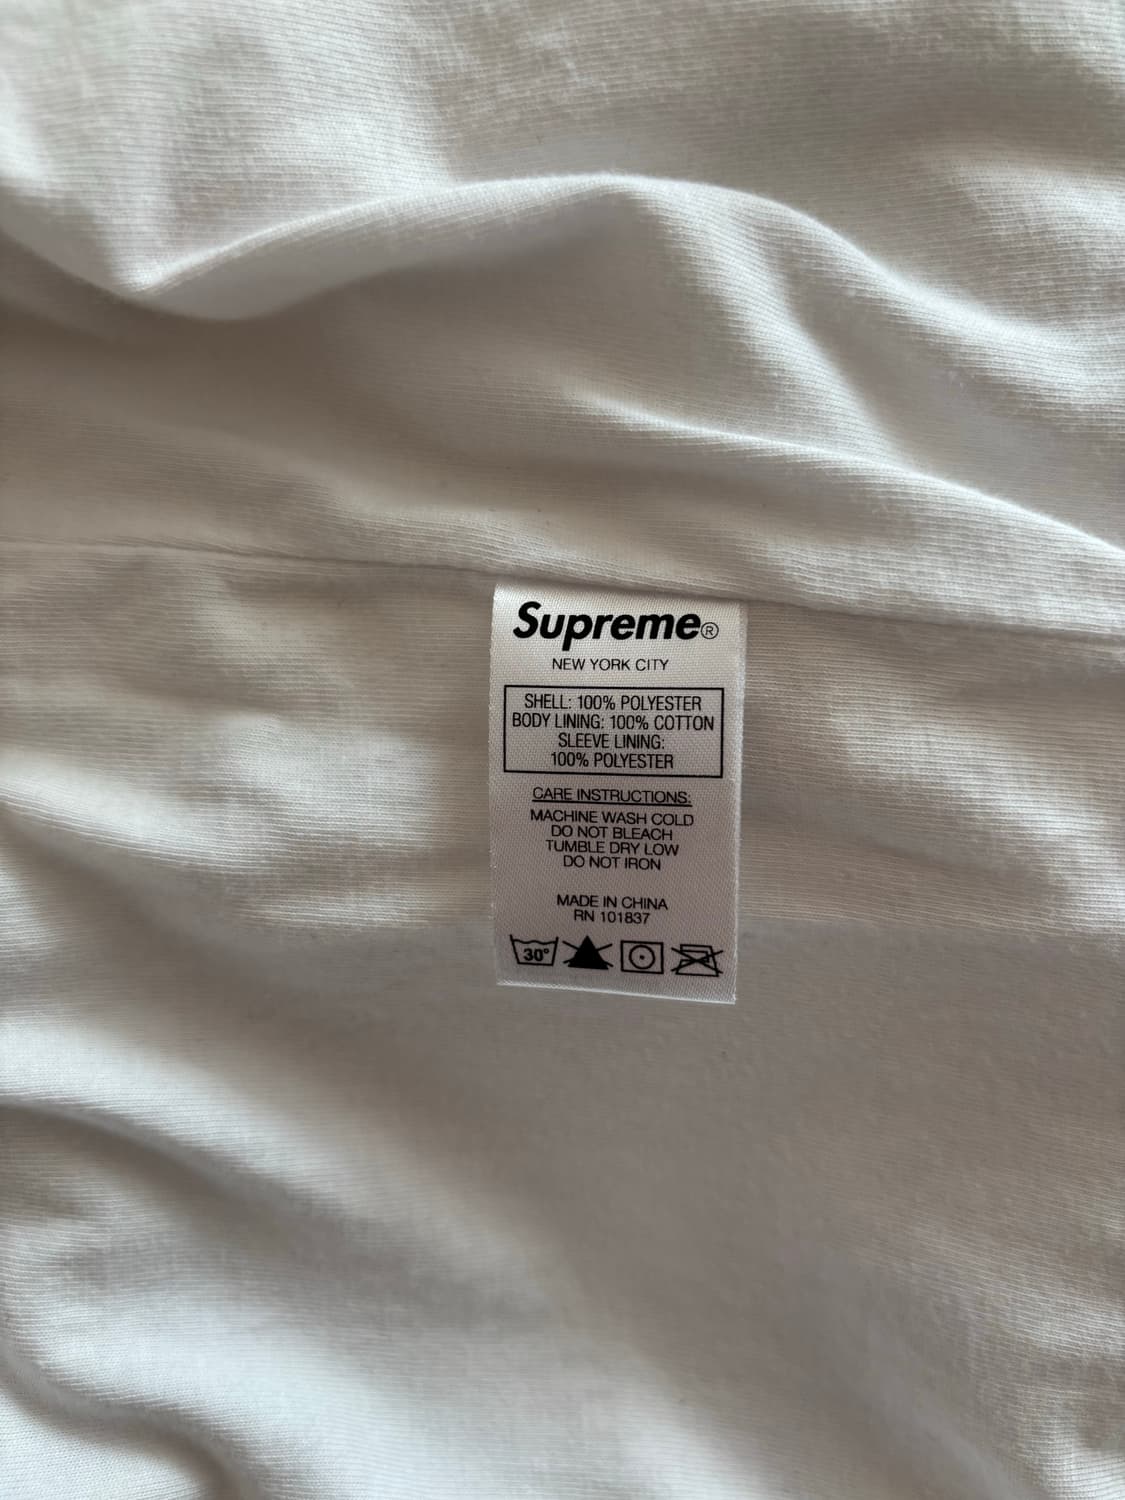 Supreme®
NEW YORK CITY
SHELL: 100% POLYESTER
BODY LINING: 100% COTTON
SLEEVE LINING:
100% POLYESTER
CARE INSTRUCTIONS:
MACHINE WASH COLD
DO NOT BLEACH
TUMBLE DRY LOW
DO NOT IRON
MADE IN CHINA
RN 101837
30°